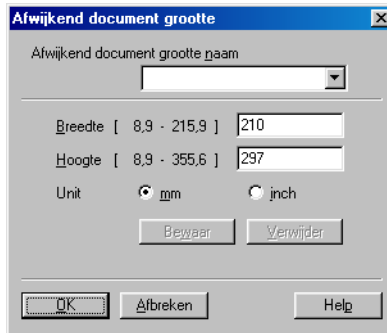 Afwijkend document grootte
Afwijkend document grootte naam
Breedte [ 8,9 - 215,9 ] 210
Hoogte [ 8,9 - 355,6 ] 297
Unit mm inch
Bewaar Verwijder
OK Afbreken Help